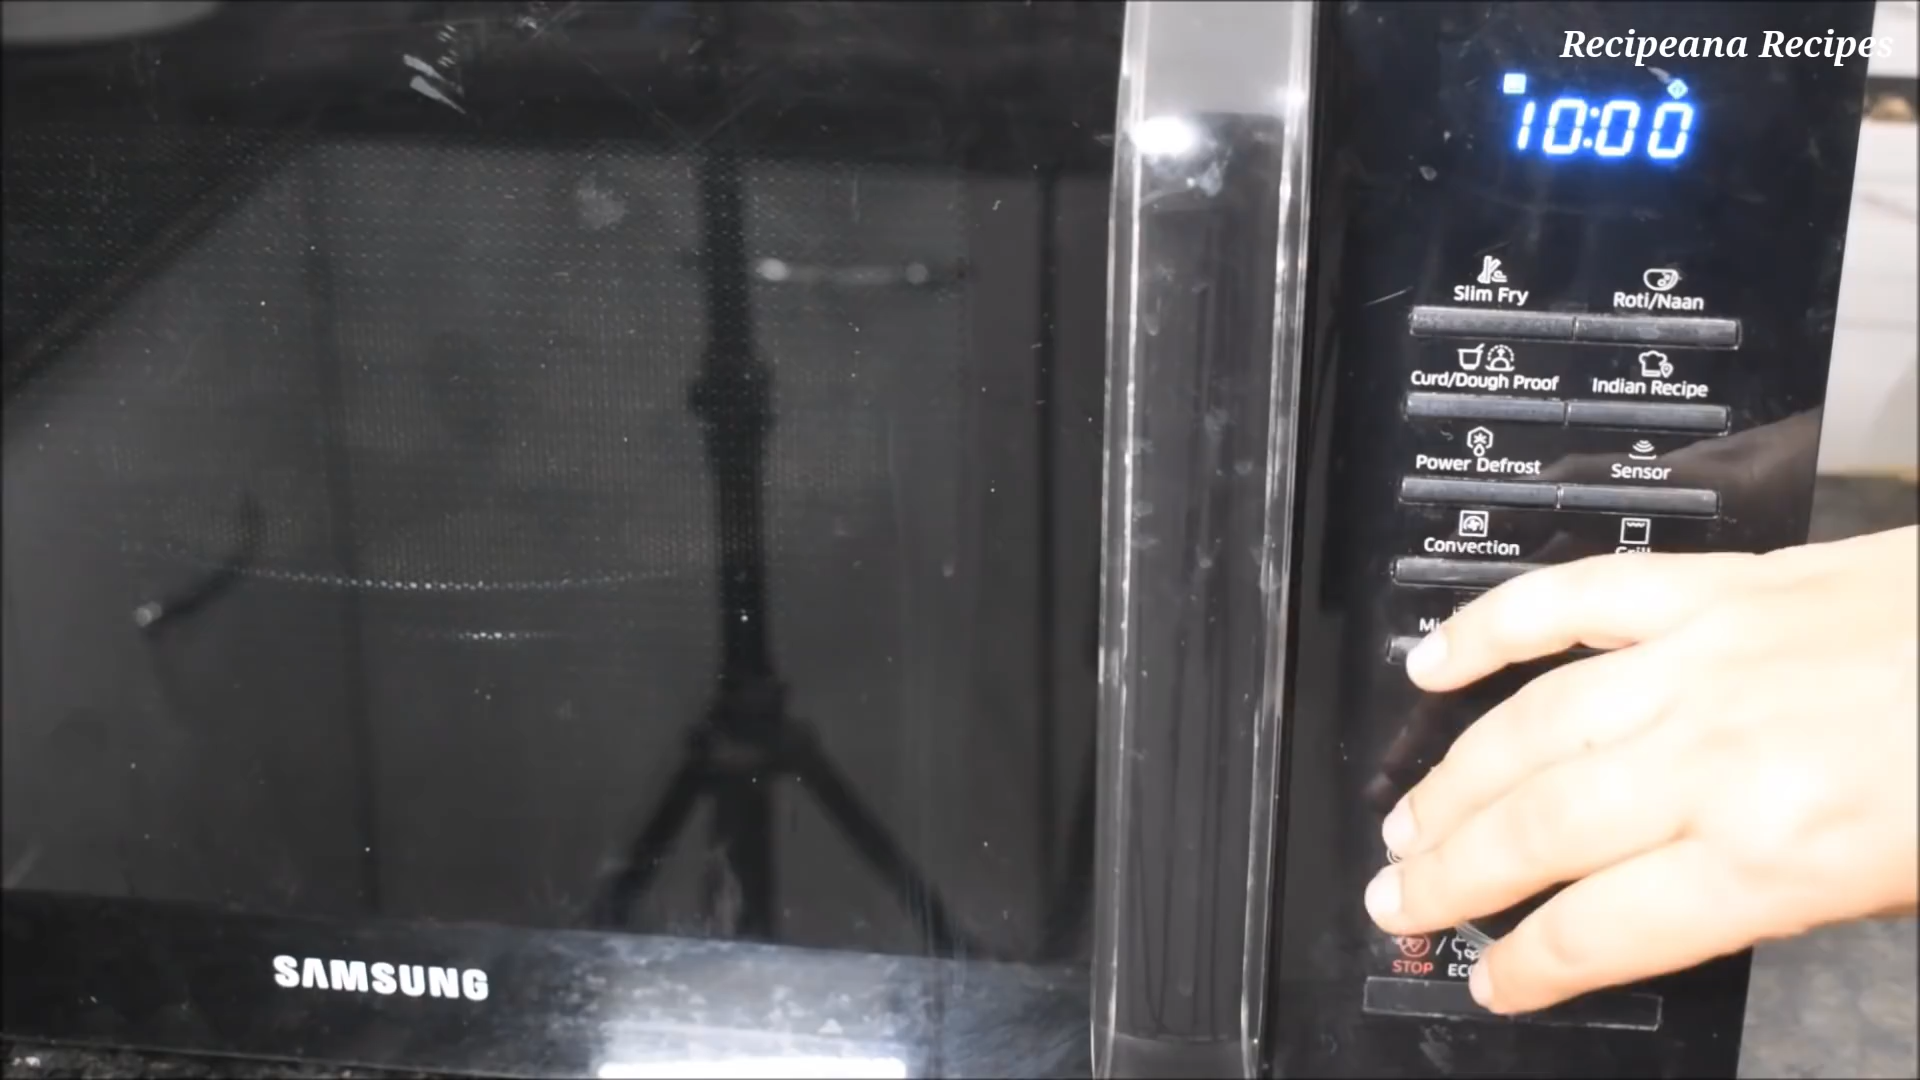 Recipeana Recipes
10:00
Slim Fry
Roti/Naan
Curd/Dough Proof
Indian Recipe
Power Defrost
Sensor
Convection
STOP
SAMSUNG